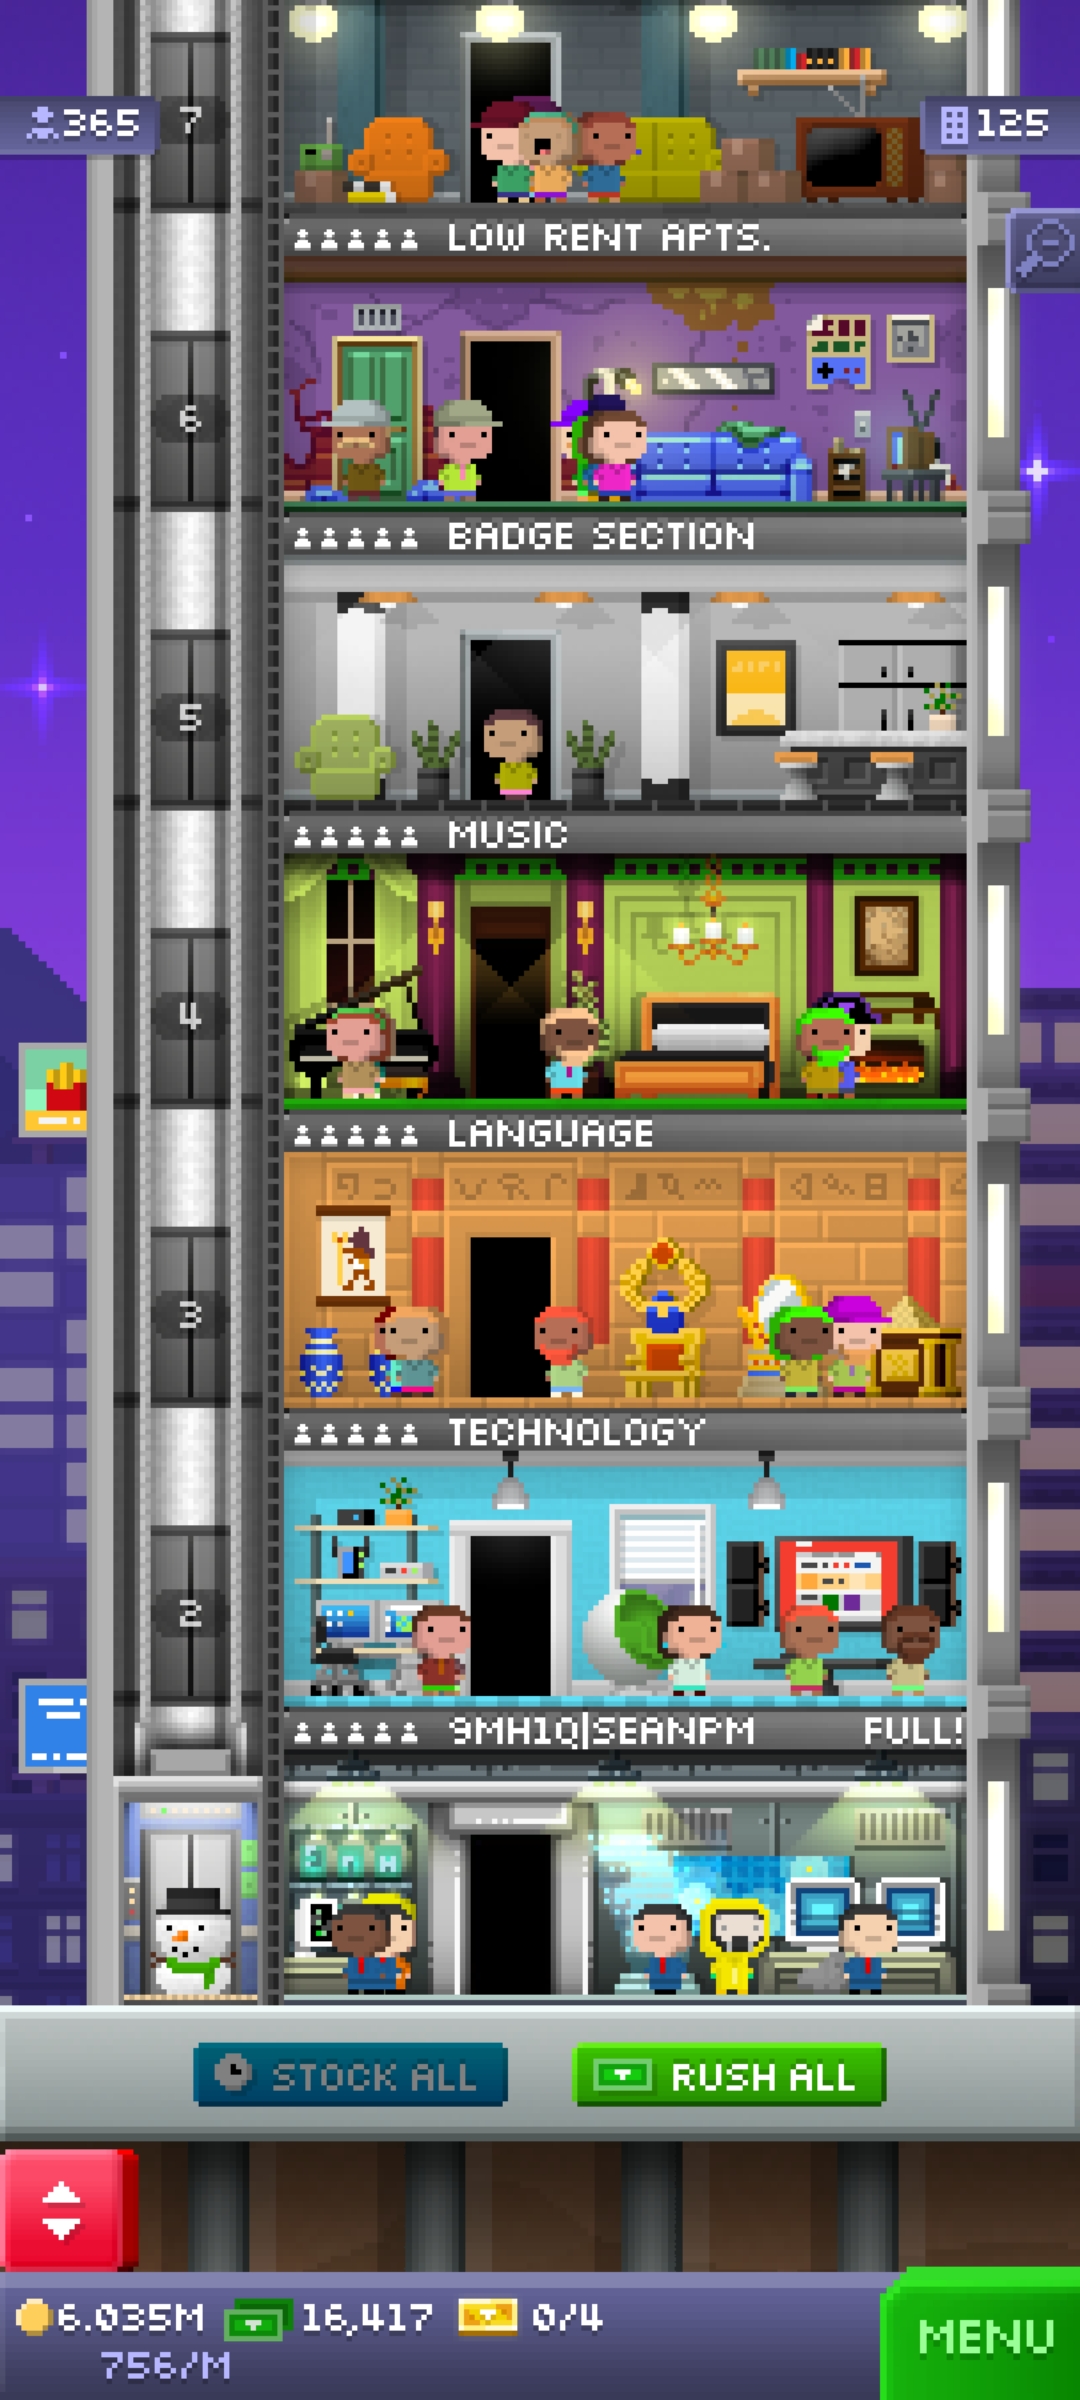 365
7
125
LOW RENT APTS.
6
BADGE SECTION
5
MUSIC
4
LANGUAGE
3
TECHNOLOGY
2
9MH1Q|SEANPM FULL!
STOCK ALL
RUSH ALL
6.035M 16,417 0/4
756/M
MENU